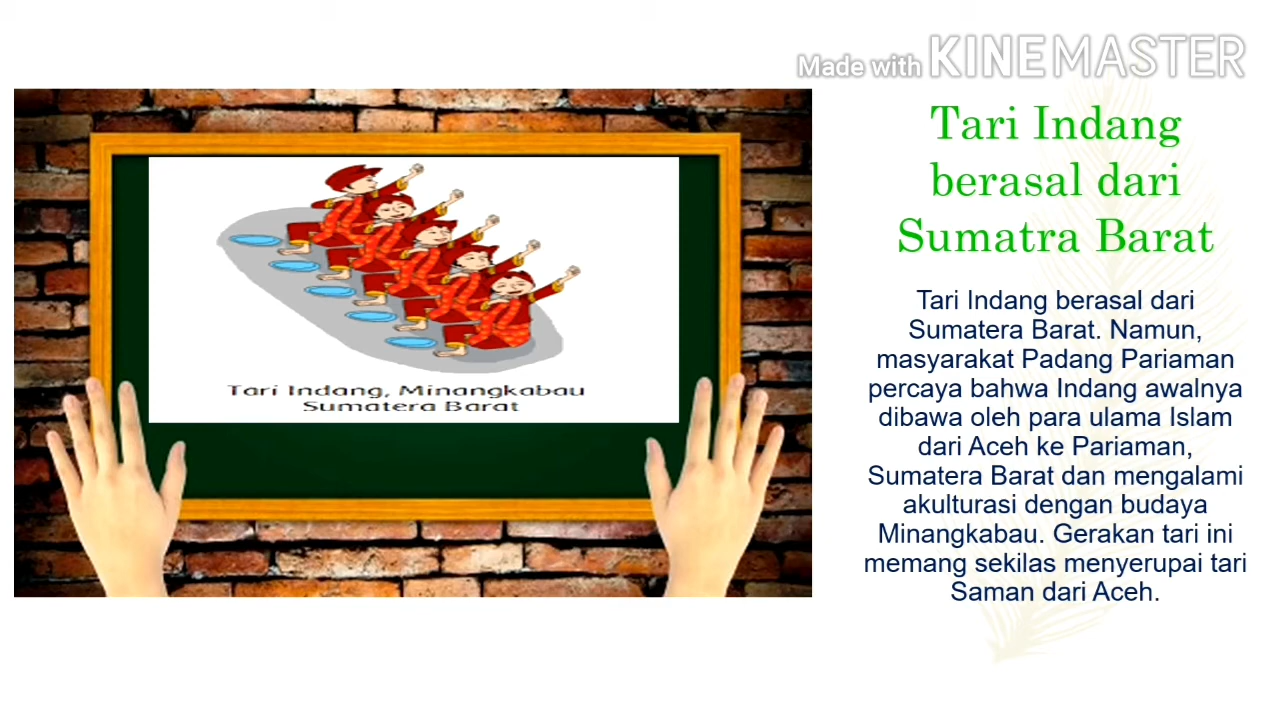 Made with KINEMASTER
Tari Indang
berasal dari
Sumatra Barat
Tari Indang berasal dari
Sumatera Barat. Namun,
masyarakat Padang Pariaman
percaya bahwa Indang awalnya
dibawa oleh para ulama Islam
dari Aceh ke Pariaman,
Sumatera Barat dan mengalami
akulturasi dengan budaya
Minangkabau. Gerakan tari ini
memang sekilas menyerupai tari
Saman dari Aceh.
Tari Indang, Minangkabau
Sumatera Barat